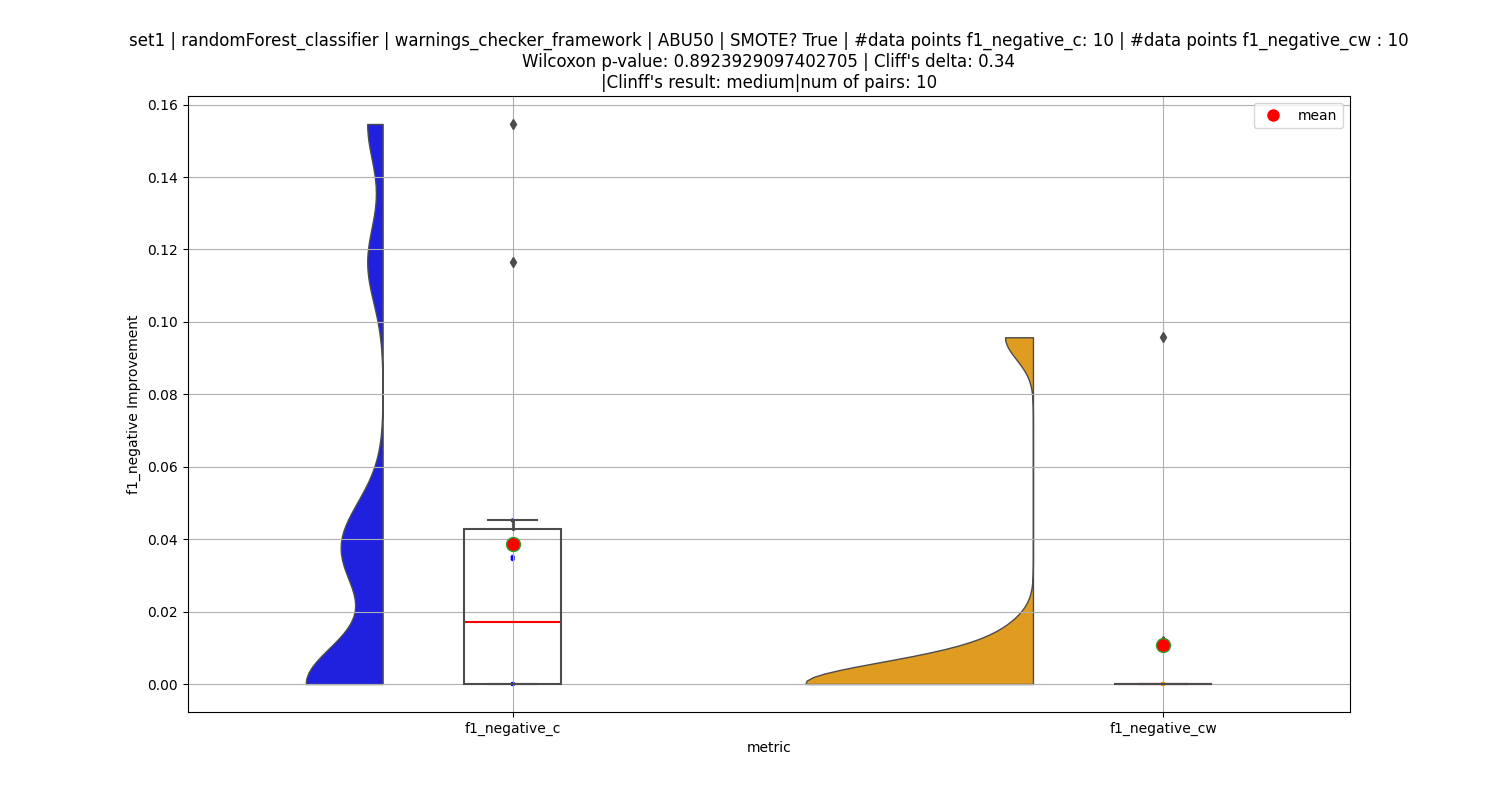 set1 | randomForest_classifier | warnings_checker_framework | ABU50 | SMOTE? True | #data points f1_negative_c: 10 | #data points f1_negative_cw : 10
Wilcoxon p-value: 0.8923929097402705 | Cliff's delta: 0.34
|Clinff's result: medium|num of pairs: 10
mean
0.16
0.14
0.12
0.10
0.08
0.06
0.04
0.02
0.00
f1_negative Improvement
f1_negative_c
f1_negative_cw
metric